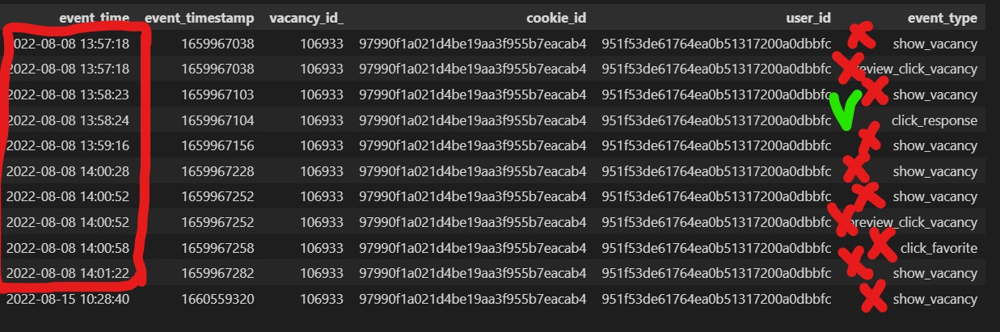 event_time event_timestamp vacancy_id_ cookie_id user_id event_type
2022-08-08 13:57:18 1659967038 106933 97990f1a021d4be19aa3f955b7eacab4 951f53de61764ea0b51317200a0dbbfc show_vacancy
2022-08-08 13:57:18 1659967038 106933 97990f1a021d4be19aa3f955b7eacab4 951f53de61764ea0b51317200a0dbbfc preview_click_vacancy
2022-08-08 13:58:23 1659967103 106933 97990f1a021d4be19aa3f955b7eacab4 951f53de61764ea0b51317200a0dbbfc show_vacancy
2022-08-08 13:58:24 1659967104 106933 97990f1a021d4be19aa3f955b7eacab4 951f53de61764ea0b51317200a0dbbfc click_response
2022-08-08 13:59:16 1659967156 106933 97990f1a021d4be19aa3f955b7eacab4 951f53de61764ea0b51317200a0dbbfc show_vacancy
2022-08-08 14:00:28 1659967228 106933 97990f1a021d4be19aa3f955b7eacab4 951f53de61764ea0b51317200a0dbbfc show_vacancy
2022-08-08 14:00:52 1659967252 106933 97990f1a021d4be19aa3f955b7eacab4 951f53de61764ea0b51317200a0dbbfc show_vacancy
2022-08-08 14:00:52 1659967252 106933 97990f1a021d4be19aa3f955b7eacab4 951f53de61764ea0b51317200a0dbbfc preview_click_vacancy
2022-08-08 14:00:58 1659967258 106933 97990f1a021d4be19aa3f955b7eacab4 951f53de61764ea0b51317200a0dbbfc click_favorite
2022-08-08 14:01:22 1659967282 106933 97990f1a021d4be19aa3f955b7eacab4 951f53de61764ea0b51317200a0dbbfc show_vacancy
2022-08-15 10:28:40 1660559320 106933 97990f1a021d4be19aa3f955b7eacab4 951f53de61764ea0b51317200a0dbbfc show_vacancy